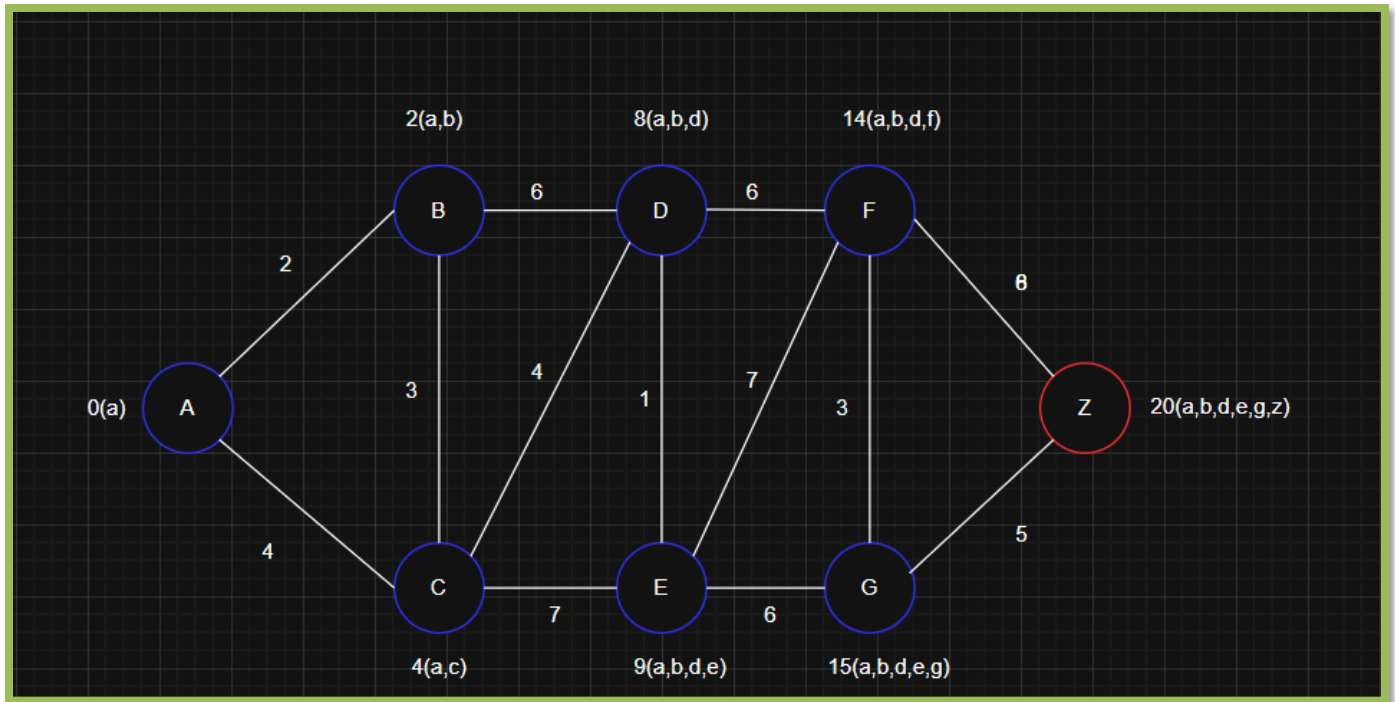 2(a,b) 8(a,b,d) 14(a,b,d,f)
6 6
B D F
2
3 4 1 7 3
0(a) A Z 20(a,b,d,e,g,z)
4 5
C E G
7 6
4(a,c) 9(a,b,d,e) 15(a,b,d,e,g)